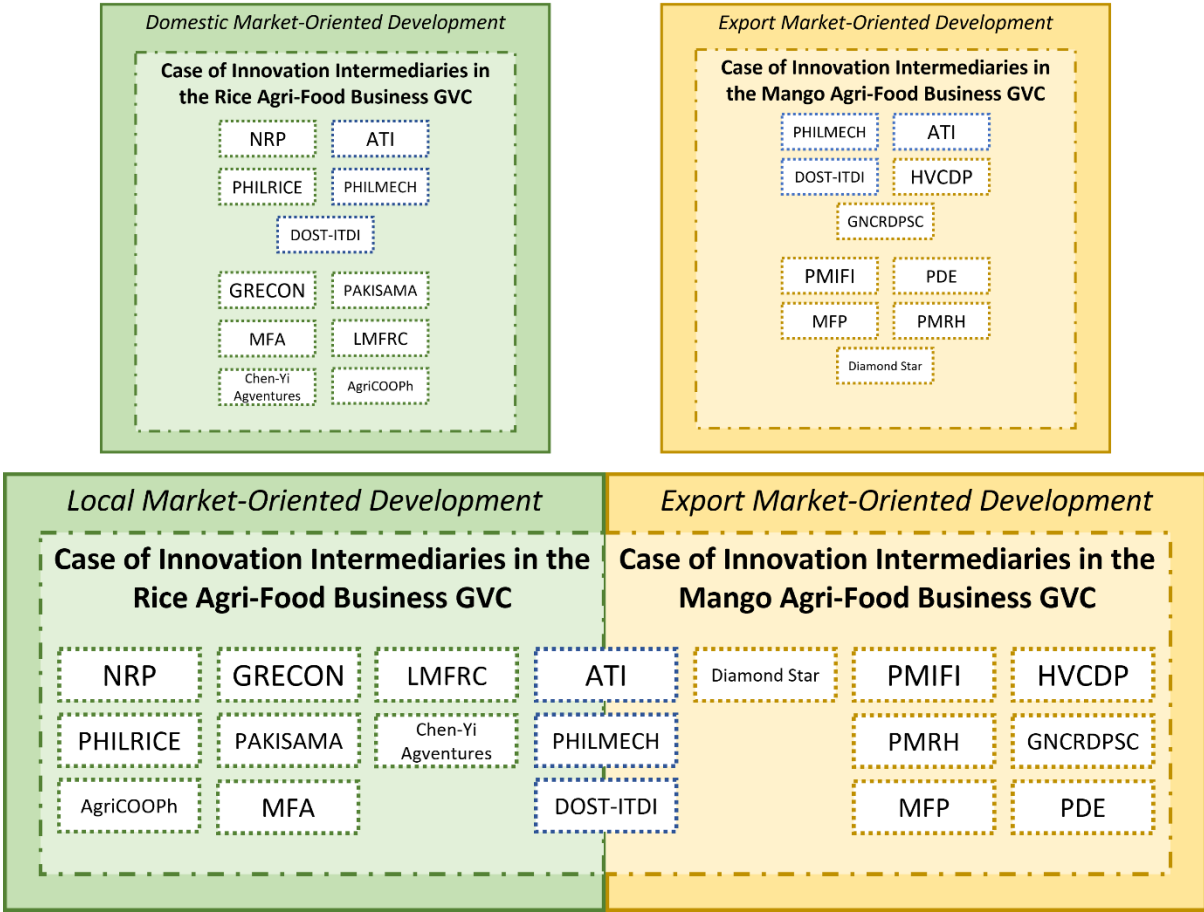 Domestic Market-Oriented Development
Case of Innovation Intermediaries in
the Rice Agri-Food Business GVC
NRP
ATI
PHILRICE
PHILMECH
DOST-ITDI
GRECON
PAKISAMA
MFA
LMFRC
Chen-Yi
Agventures
AgriCOOPh
Export Market-Oriented Development
Case of Innovation Intermediaries in
the Mango Agri-Food Business GVC
PHILMECH
ATI
DOST-ITDI
HVCDP
GNCRDPSC
PMIFI
PDE
MFP
PMRH
Diamond Star
Local Market-Oriented Development
Case of Innovation Intermediaries in the
Rice Agri-Food Business GVC
Export Market-Oriented Development
Case of Innovation Intermediaries in the
Mango Agri-Food Business GVC
NRP
GRECON
LMFRC
ATI
Diamond Star
PMIFI
HVCDP
PHILRICE
PAKISAMA
Chen-Yi
Agventures
PHILMECH
PMRH
GNCRDPSC
AgriCOOPh
MFA
DOST-ITDI
MFP
PDE